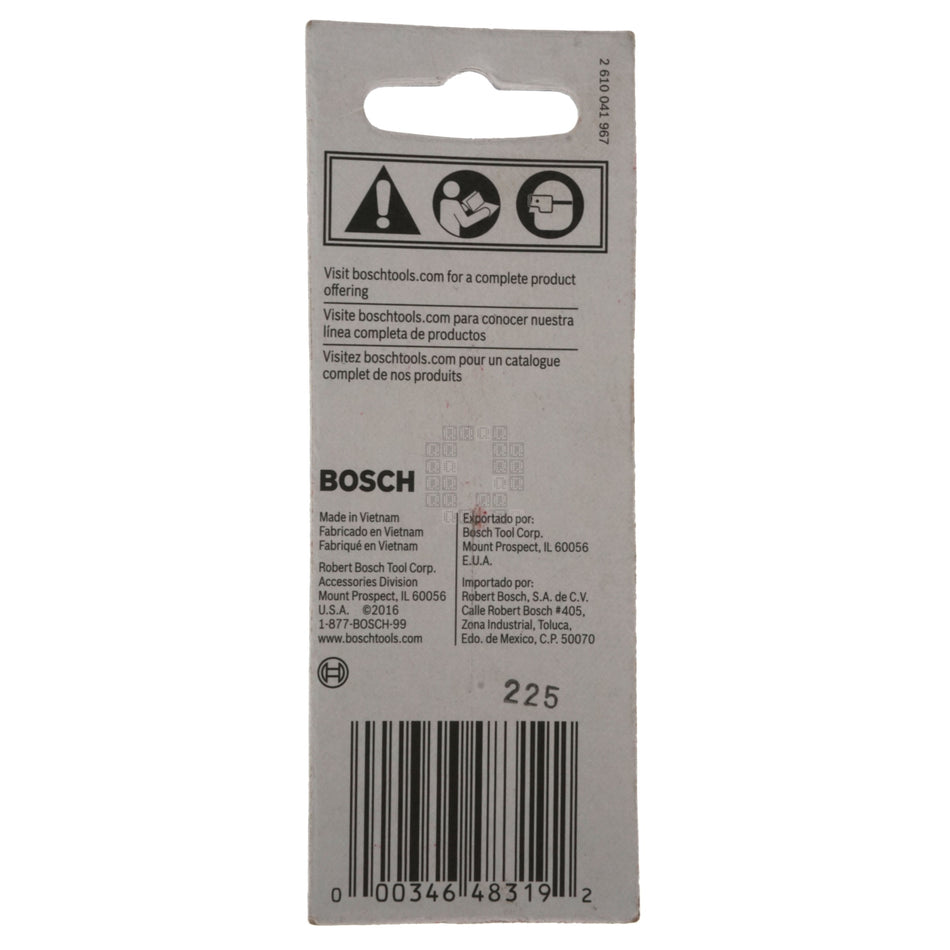 2 610 041 967
Visit boschtools.com for a complete product
offering
Visite boschtools.com para conocer nuestra
línea completa de productos
Visitez boschtools.com pour un catalogue
complet de nos produits
BOSCH
Made in Vietnam
Fabricado en Vietnam
Fabriqué en Vietnam
Robert Bosch Tool Corp.
Accessories Division
Mount Prospect, IL 60056
U.S.A. ©2016
1-877-BOSCH-99
www.boschtools.com
Exportado por:
Bosch Tool Corp.
Mount Prospect, IL 60056
E.U.A.
Importado por:
Robert Bosch, S.A. de C.V.
Calle Robert Bosch #405,
Zona Industrial, Toluca,
Edo. de Mexico, C.P. 50070
225
0 00346 48319 2